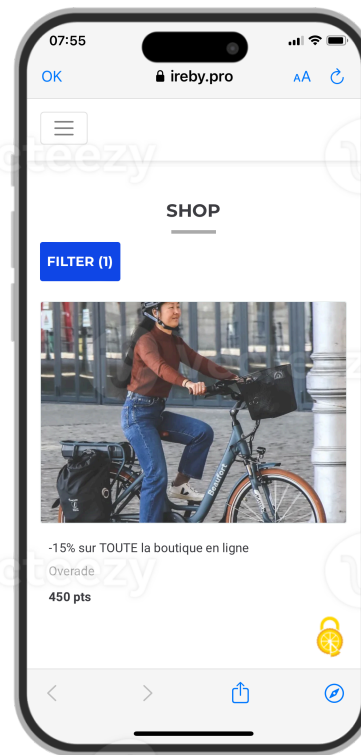 07:55
OK
ireby.pro
AA
SHOP
FILTER (1)
Beaufort
-15% sur TOUTE la boutique en ligne
Overade
450 pts